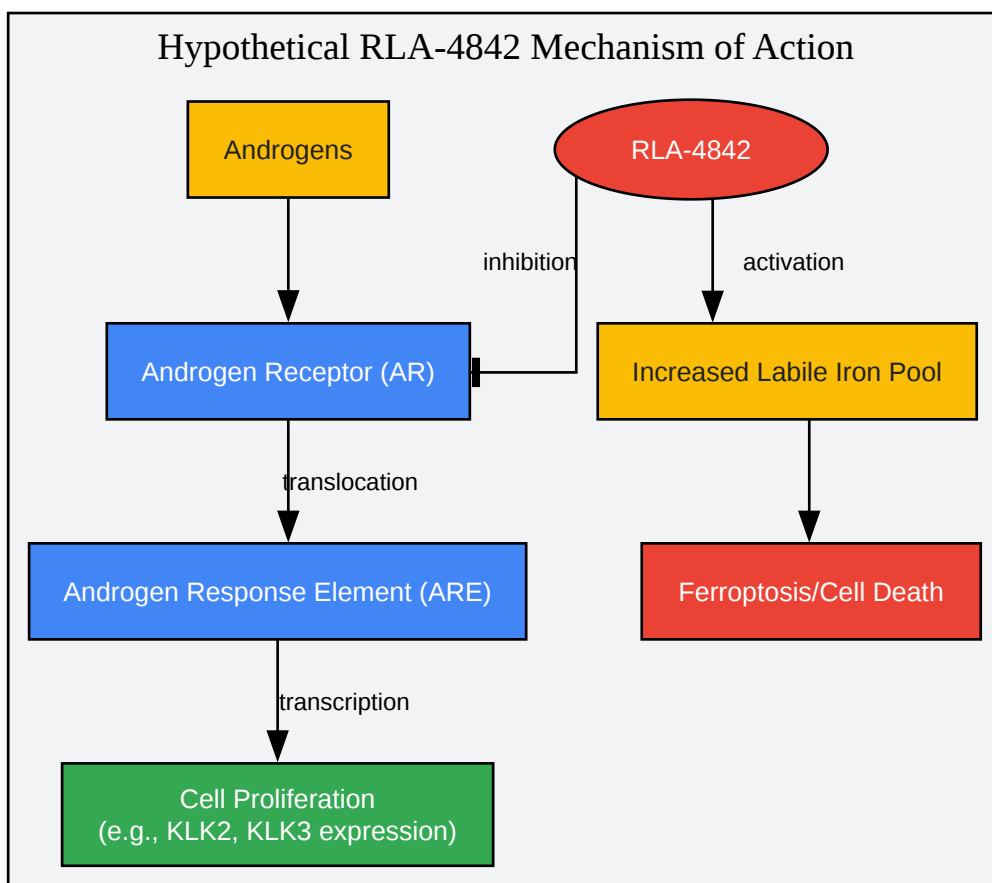 Hypothetical RLA-4842 Mechanism of Action
Androgens
RLA-4842
inhibition
activation
Androgen Receptor (AR)
Increased Labile Iron Pool
translocation
Androgen Response Element (ARE)
Ferroptosis/Cell Death
transcription
Cell Proliferation
(e.g., KLK2, KLK3 expression)